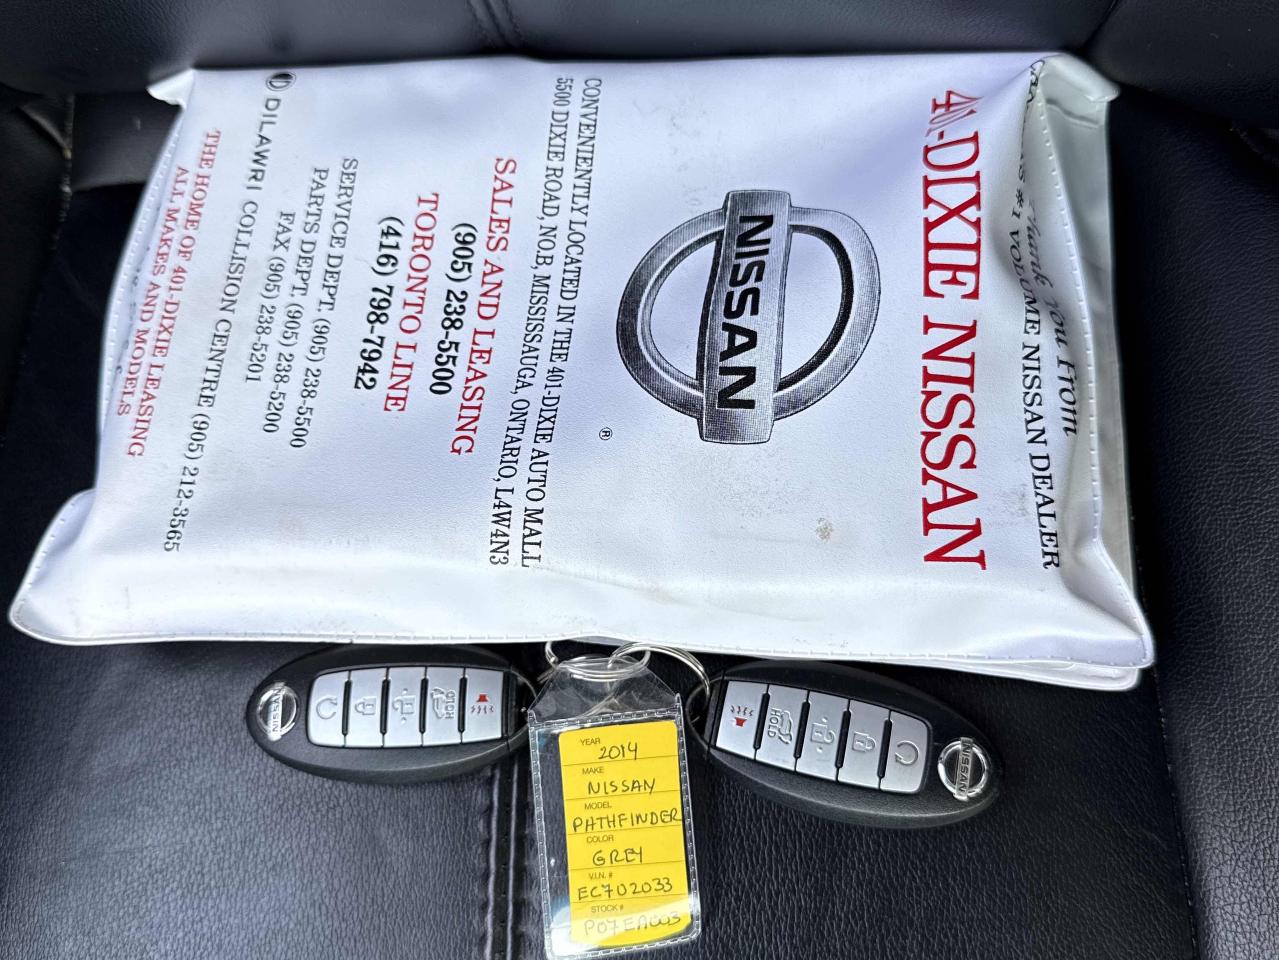 Thank You From
#1 VOLUME NISSAN DEALER
401-DIXIE NISSAN
NISSAN
®
CONVENIENTLY LOCATED IN THE 401-DIXIE AUTO MALL
5500 DIXIE ROAD, NO.B, MISSISSAUGA, ONTARIO, L4W4N3
SALES AND LEASING
(905) 238-5500
TORONTO LINE
(416) 798-7942
SERVICE DEPT. (905) 238-5500
PARTS DEPT. (905) 238-5200
FAX (905) 238-5201
DILAWRI COLLISION CENTRE (905) 212-3565
THE HOME OF 401-DIXIE LEASING
ALL MAKES AND MODELS
NISSAN
HOLD
HOLD
NISSAN
YEAR
2014
MAKE
NISSAN
MODEL
PATHFINDER
COLOR
GREY
V.I.N. #
EC702033
STOCK #